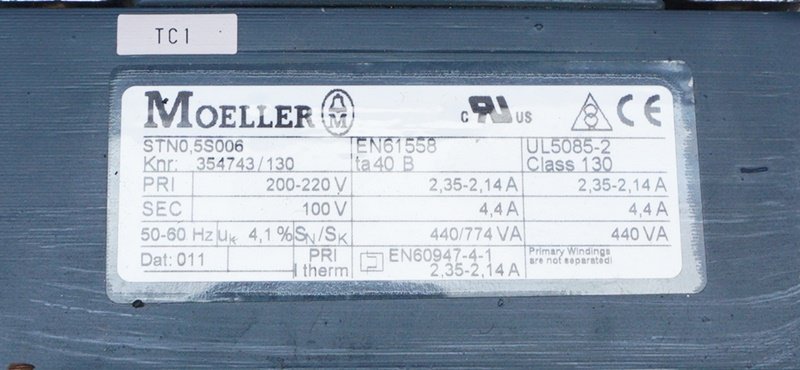 TC1
MOELLER M c RU US CE
STN0,5S006 EN61558 UL5085-2
Knr: 354743/130 ta40 B Class 130
PRI 200-220 V 2,35-2,14 A 2,35-2,14 A
SEC 100 V 4,4 A 4,4 A
50-60 Hz uk 4,1 % SN/SK 440/774 VA 440 VA
Dat: 011 PRI EN60947-4-1 Primary Windings
I therm 2,35-2,14 A are not separated!